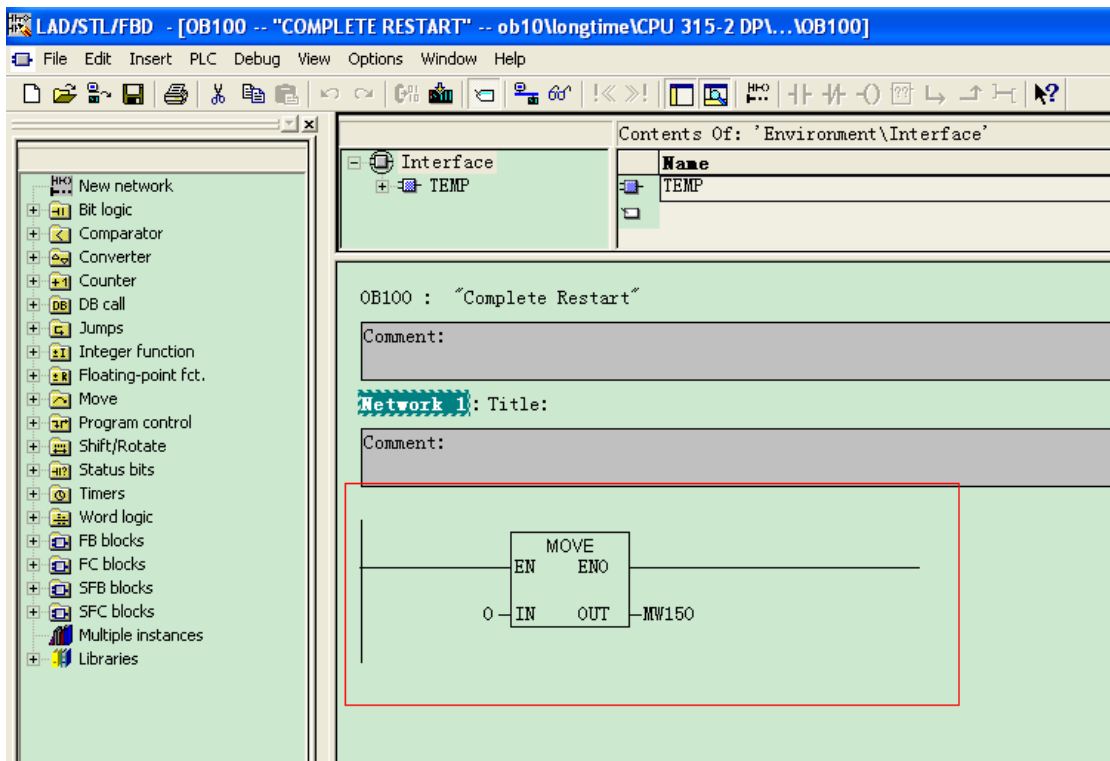 LAD/STL/FBD - [OB100 -- "COMPLETE RESTART" -- ob10\longtime\CPU 315-2 DP\...\OB100]
File Edit Insert PLC Debug View Options Window Help
New network
Bit logic
Comparator
Converter
Counter
DB call
Jumps
Integer function
Floating-point fct.
Move
Program control
Shift/Rotate
Status bits
Timers
Word logic
FB blocks
FC blocks
SFB blocks
SFC blocks
Multiple instances
Libraries
Contents Of: 'Environment\Interface'
Interface
TEMP
Name
TEMP
OB100 : "Complete Restart"
Comment:
Network 1: Title:
Comment:
MOVE
EN ENO
0 IN OUT MW150